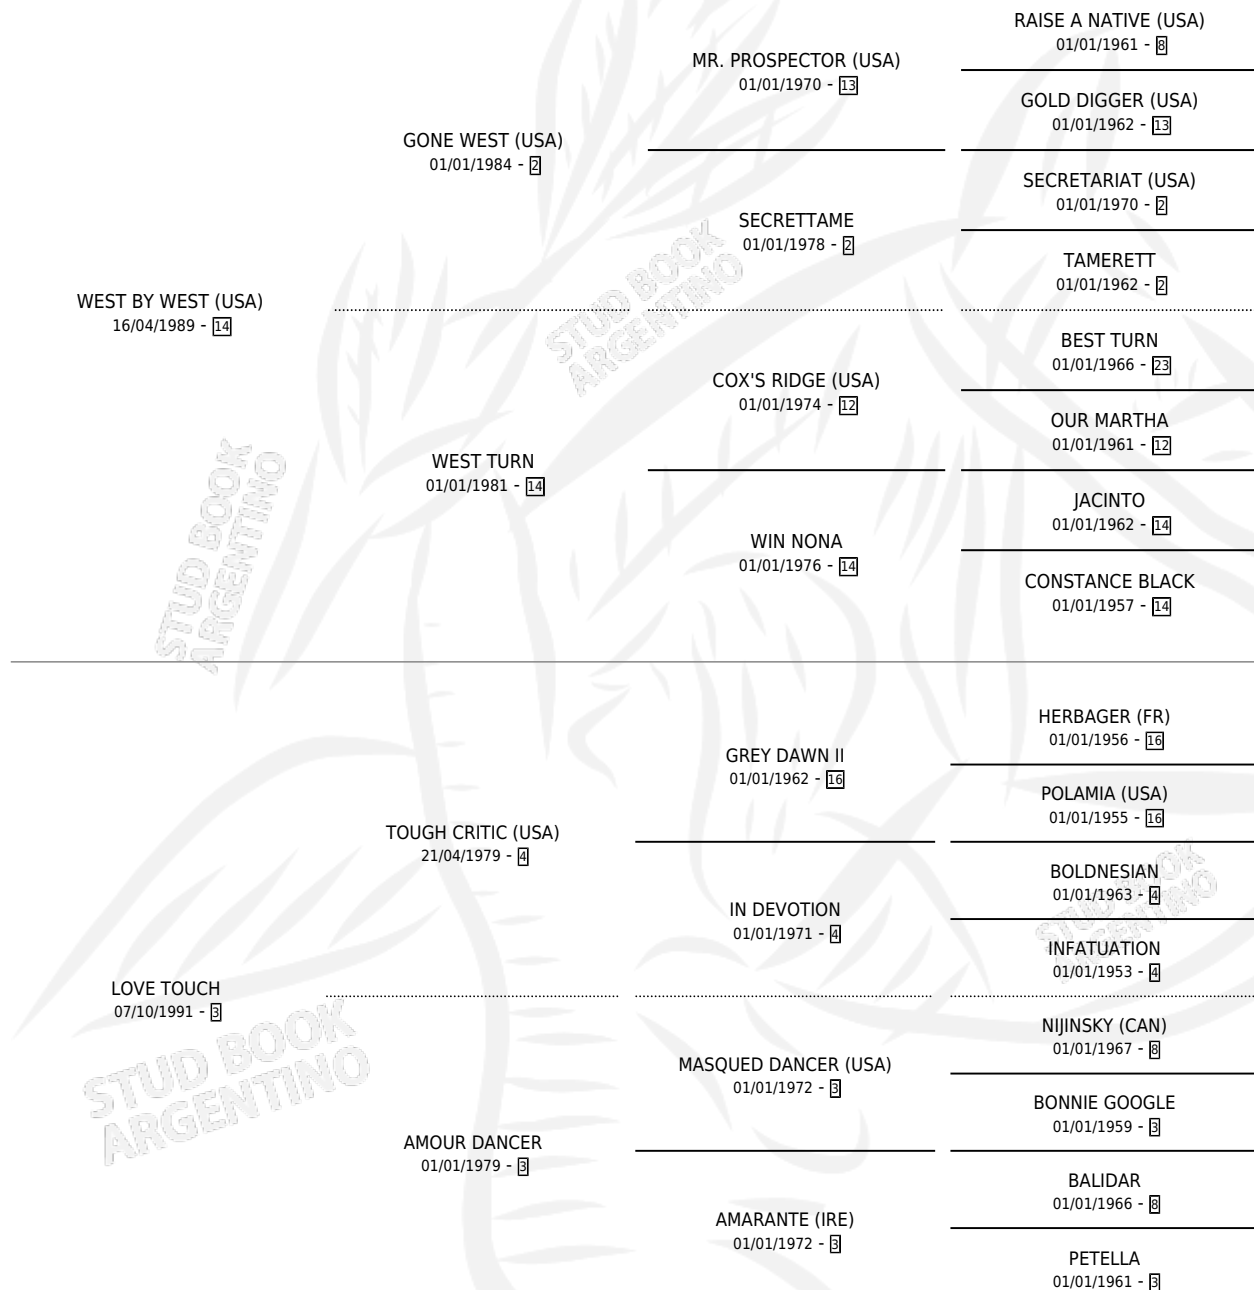 RAISE A NATIVE (USA)
01/01/1961 - 8
MR. PROSPECTOR (USA)
01/01/1970 - 13
GOLD DIGGER (USA)
01/01/1962 - 13
GONE WEST (USA)
01/01/1984 - 2
SECRETARIAT (USA)
01/01/1970 - 2
SECRETTAME
01/01/1978 - 2
TAMERETT
01/01/1962 - 2
WEST BY WEST (USA)
16/04/1989 - 14
BEST TURN
01/01/1966 - 23
COX'S RIDGE (USA)
01/01/1974 - 12
OUR MARTHA
01/01/1961 - 12
WEST TURN
01/01/1981 - 14
JACINTO
01/01/1962 - 14
WIN NONA
01/01/1976 - 14
CONSTANCE BLACK
01/01/1957 - 14
HERBAGER (FR)
01/01/1956 - 16
GREY DAWN II
01/01/1962 - 16
POLAMIA (USA)
01/01/1955 - 16
TOUGH CRITIC (USA)
21/04/1979 - 4
BOLDNESIAN
01/01/1963 - 4
IN DEVOTION
01/01/1971 - 4
INFATUATION
01/01/1953 - 4
LOVE TOUCH
07/10/1991 - 3
NIJINSKY (CAN)
01/01/1967 - 8
MASQUED DANCER (USA)
01/01/1972 - 3
BONNIE GOOGLE
01/01/1959 - 3
AMOUR DANCER
01/01/1979 - 3
BALIDAR
01/01/1966 - 8
AMARANTE (IRE)
01/01/1972 - 3
PETELLA
01/01/1961 - 3
STUD BOOK
ARGENTINO
STUD BOOK
ARGENTINO
STUD BOOK
ARGENTINO
STUD BOOK
ARGENTINO